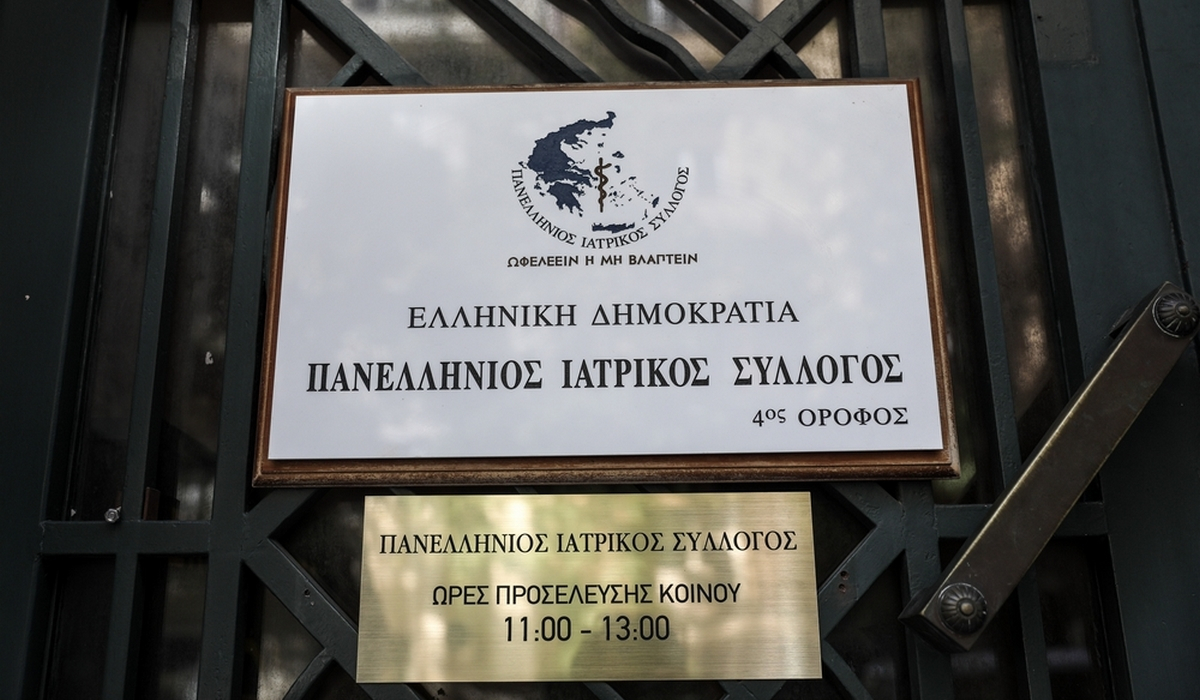 ΠΑΝΕΛΛΗΝΙΟΣ ΙΑΤΡΙΚΟΣ ΣΥΛΛΟΓΟΣ
ΩΦΕΛΕΕΙΝ Η ΜΗ ΒΛΑΠΤΕΙΝ
ΕΛΛΗΝΙΚΗ ΔΗΜΟΚΡΑΤΙΑ
ΠΑΝΕΛΛΗΝΙΟΣ ΙΑΤΡΙΚΟΣ ΣΥΛΛΟΓΟΣ
4ος ΟΡΟΦΟΣ
ΠΑΝΕΛΛΗΝΙΟΣ ΙΑΤΡΙΚΟΣ ΣΥΛΛΟΓΟΣ
ΩΡΕΣ ΠΡΟΣΕΛΕΥΣΗΣ ΚΟΙΝΟΥ
11:00 - 13:00